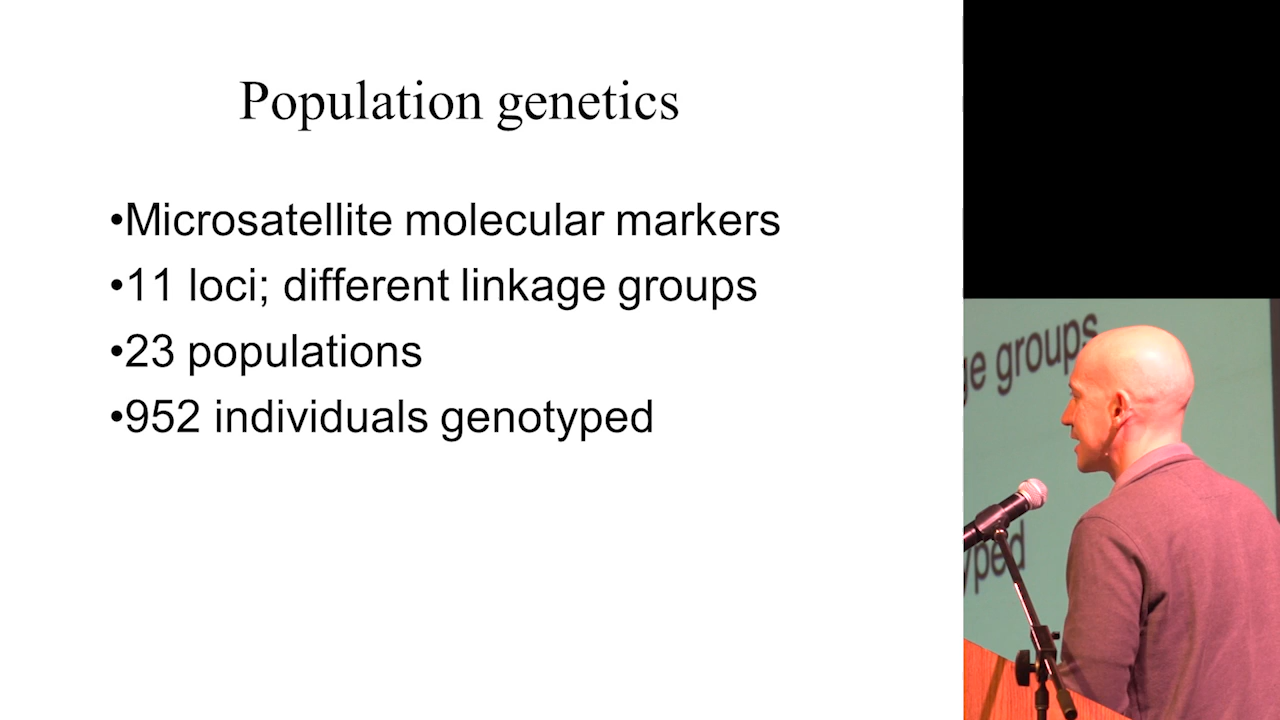 Population genetics
•Microsatellite molecular markers
•11 loci; different linkage groups
•23 populations
•952 individuals genotyped
ge groups
yped